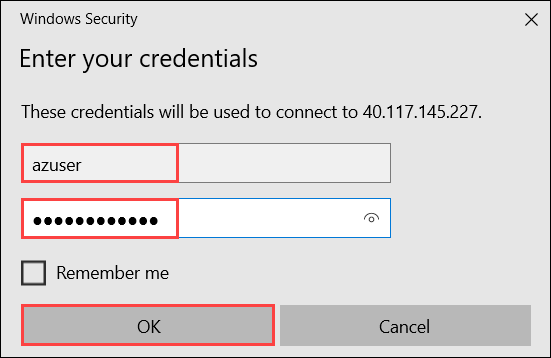 Windows Security
Enter your credentials
These credentials will be used to connect to 40.117.145.227.
azuser
●●●●●●●●●●●●
Remember me
OK
Cancel